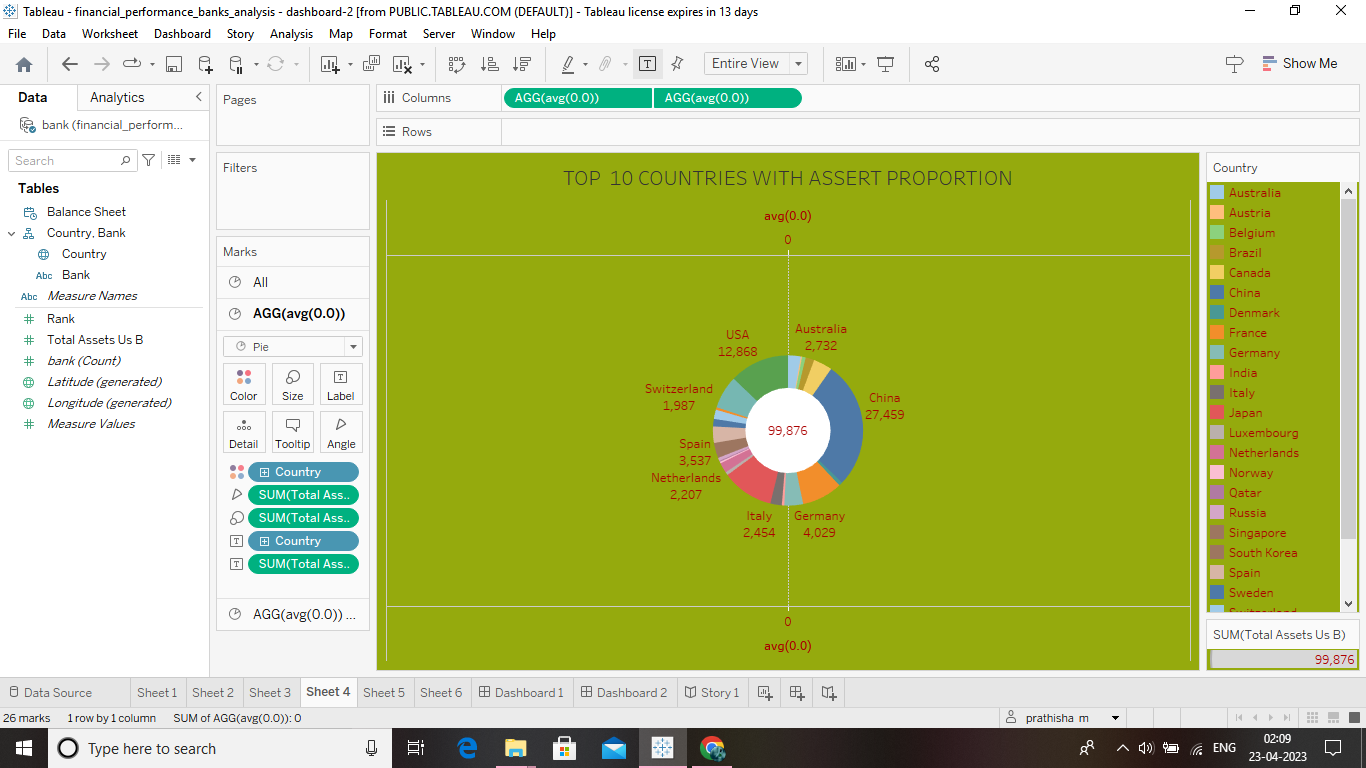 Tableau - financial_performance_banks_analysis - dashboard-2 [from PUBLIC.TABLEAU.COM (DEFAULT)] - Tableau license expires in 13 days
File Data Worksheet Dashboard Story Analysis Map Format Server Window Help
Entire View
Show Me
Data Analytics
bank (financial_perform...
Search
Tables
Balance Sheet
Country, Bank
Country
Abc Bank
Abc Measure Names
Rank
Total Assets Us B
bank (Count)
Latitude (generated)
Longitude (generated)
Measure Values
Pages
Filters
Marks
All
AGG(avg(0.0))
Pie
Color Size Label
Detail Tooltip Angle
Country
SUM(Total Ass..
SUM(Total Ass..
Country
SUM(Total Ass..
AGG(avg(0.0)) ...
Columns AGG(avg(0.0)) AGG(avg(0.0))
Rows
TOP 10 COUNTRIES WITH ASSERT PROPORTION
avg(0.0)
0
USA
12,868
Australia
2,732
Switzerland
1,987
China
27,459
99,876
Spain
3,537
Netherlands
2,207
Italy
2,454
Germany
4,029
0
avg(0.0)
Country
Australia
Austria
Belgium
Brazil
Canada
China
Denmark
France
Germany
India
Italy
Japan
Luxembourg
Netherlands
Norway
Qatar
Russia
Singapore
South Korea
Spain
Sweden
Switzerland
SUM(Total Assets Us B)
99,876
Data Source Sheet 1 Sheet 2 Sheet 3 Sheet 4 Sheet 5 Sheet 6 Dashboard 1 Dashboard 2 Story 1
26 marks 1 row by 1 column SUM of AGG(avg(0.0)): 0 prathisha m
Type here to search
ENG
02:09
23-04-2023